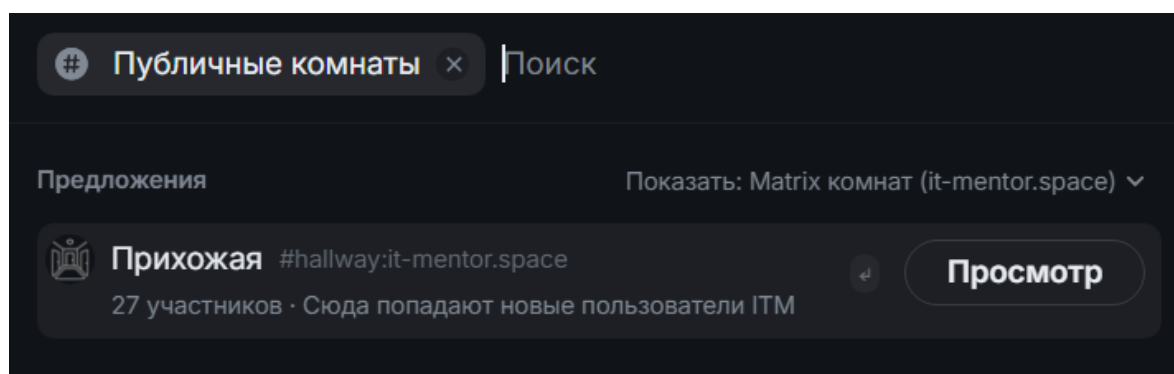 # Публичные комнаты × Поиск
Предложения
Показать: Matrix комнат (it-mentor.space)
Прихожая #hallway:it-mentor.space
Просмотр
27 участников · Сюда попадают новые пользователи ITM